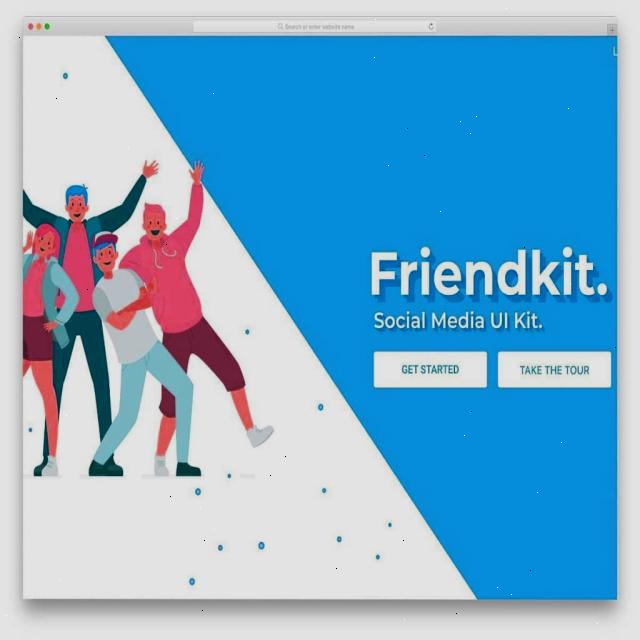 Search or enter website name
Friendkit.
Social Media UI Kit.
GET STARTED
TAKE THE TOUR